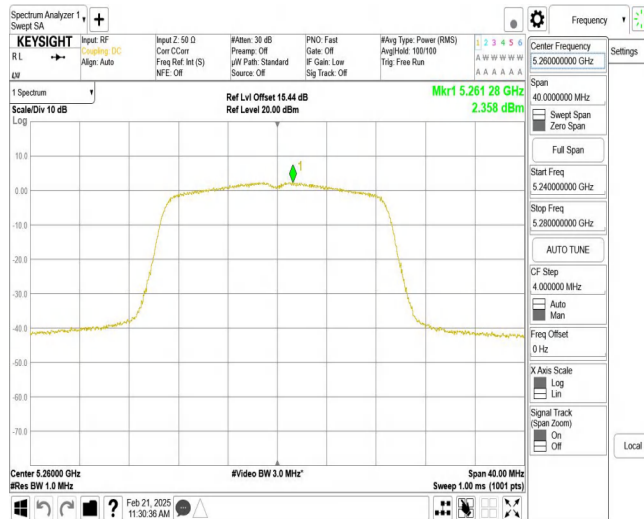 Spectrum Analyzer 1
Swept SA
+
Frequency
KEYSIGHT
RL
Input: RF
Coupling: DC
Align: Auto
Input Z: 50 Ω
Corr CCorr
Freq Ref: Int (S)
NFE: Off
#Atten: 30 dB
Preamp: Off
µW Path: Standard
Source: Off
PNO: Fast
Gate: Off
IF Gain: Low
Sig Track: Off
#Avg Type: Power (RMS)
Avg|Hold: 100/100
Trig: Free Run
1 2 3 4 5 6
A W W W W W
A A A A A A
1 Spectrum
Scale/Div 10 dB
Log
Ref Lvl Offset 15.44 dB
Ref Level 20.00 dBm
Mkr1 5.261 28 GHz
2.358 dBm
1
10.0
0.00
-10.0
-20.0
-30.0
-40.0
-50.0
-60.0
-70.0
Center 5.26000 GHz
#Res BW 1.0 MHz
#Video BW 3.0 MHz*
Span 40.00 MHz
Sweep 1.00 ms (1001 pts)
Feb 21, 2025
11:30:36 AM
?
Center Frequency
5.260000000 GHz
Span
40.0000000 MHz
Swept Span
Zero Span
Full Span
Start Freq
5.240000000 GHz
Stop Freq
5.280000000 GHz
AUTO TUNE
CF Step
4.000000 MHz
Auto
Man
Freq Offset
0 Hz
X Axis Scale
Log
Lin
Signal Track
(Span Zoom)
On
Off
Settings
Local